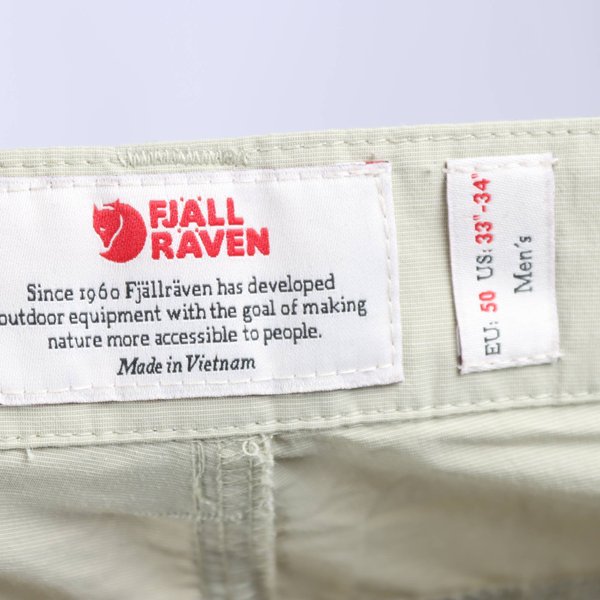 FJÄLL
RÄVEN
Since 1960 Fjällräven has developed
outdoor equipment with the goal of making
nature more accessible to people.
Made in Vietnam
EU: 50 US: 33"-34"
Men's